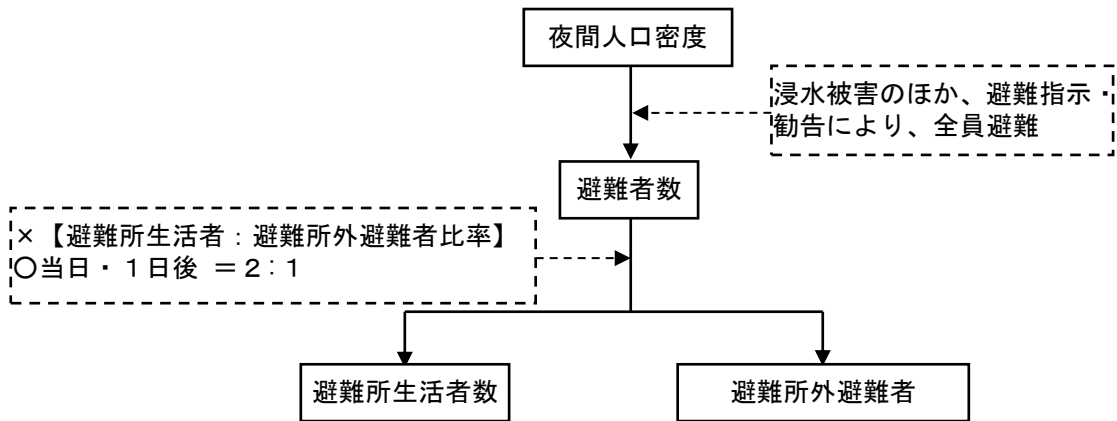 夜間人口密度
浸水被害のほか、避難指示・
勧告により、全員避難
避難者数
×【避難所生活者：避難所外避難者比率】
○当日・１日後 ＝２：１
避難所生活者数
避難所外避難者